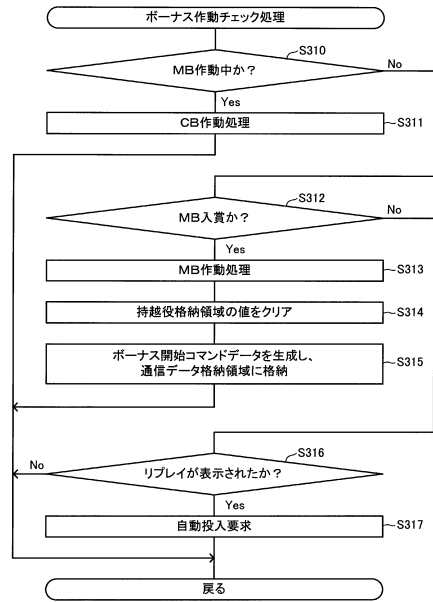 ボーナス作動チェック処理
S310
MB作動中か？
No
Yes
CB作動処理
S311
S312
MB入賞か？
No
Yes
MB作動処理
S313
持越役格納領域の値をクリア
S314
ボーナス開始コマンドデータを生成し、
通信データ格納領域に格納
S315
S316
No
リプレイが表示されたか？
Yes
自動投入要求
S317
戻る